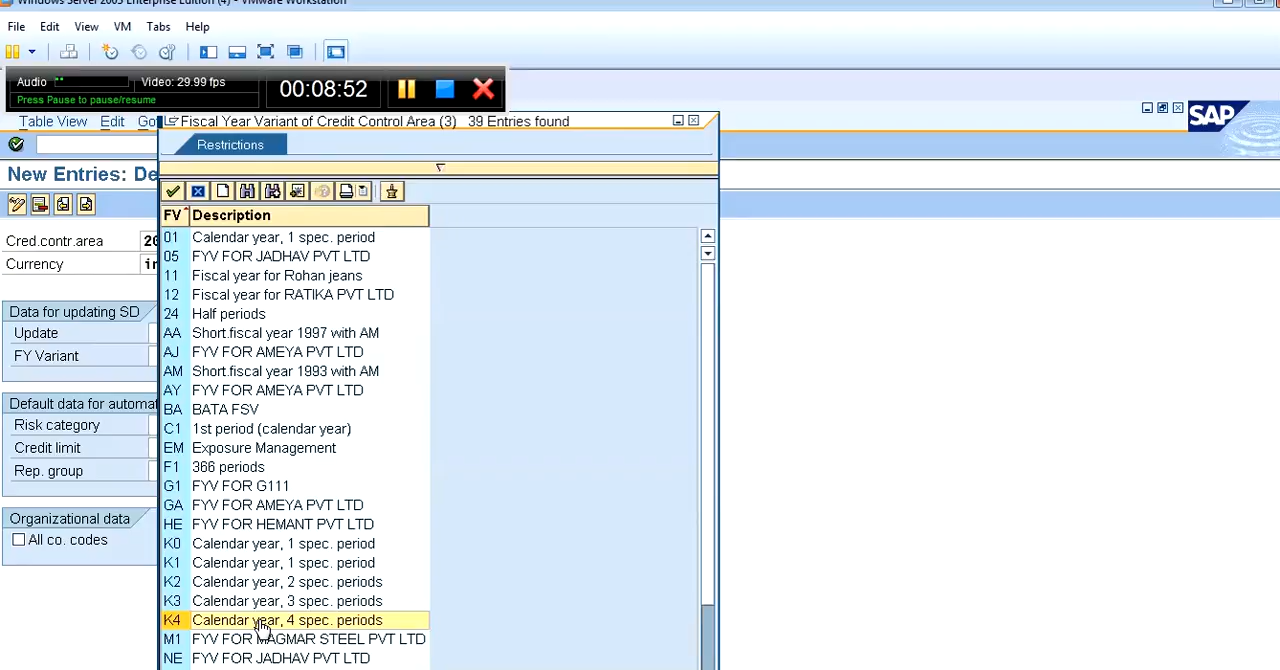 Windows Server 2003 Enterprise Edition (4) - VMware Workstation
File Edit View VM Tabs Help
Audio Video: 29.99 fps
00:08:52
Press Pause to pause/resume
Table View Edit Go
Fiscal Year Variant of Credit Control Area (3) 39 Entries found
SAP
Restrictions
New Entries: De
FV Description
Cred.contr.area 20
Currency in
Data for updating SD
Update
FY Variant
Default data for automat
Risk category
Credit limit
Rep. group
Organizational data
All co. codes
01 Calendar year, 1 spec. period
05 FYV FOR JADHAV PVT LTD
11 Fiscal year for Rohan jeans
12 Fiscal year for RATIKA PVT LTD
24 Half periods
AA Short.fiscal year 1997 with AM
AJ FYV FOR AMEYA PVT LTD
AM Short.fiscal year 1993 with AM
AY FYV FOR AMEYA PVT LTD
BA BATA FSV
C1 1st period (calendar year)
EM Exposure Management
F1 366 periods
G1 FYV FOR G111
GA FYV FOR AMEYA PVT LTD
HE FYV FOR HEMANT PVT LTD
K0 Calendar year, 1 spec. period
K1 Calendar year, 1 spec. period
K2 Calendar year, 2 spec. periods
K3 Calendar year, 3 spec. periods
K4 Calendar year, 4 spec. periods
M1 FYV FOR MAGMAR STEEL PVT LTD
NE FYV FOR JADHAV PVT LTD